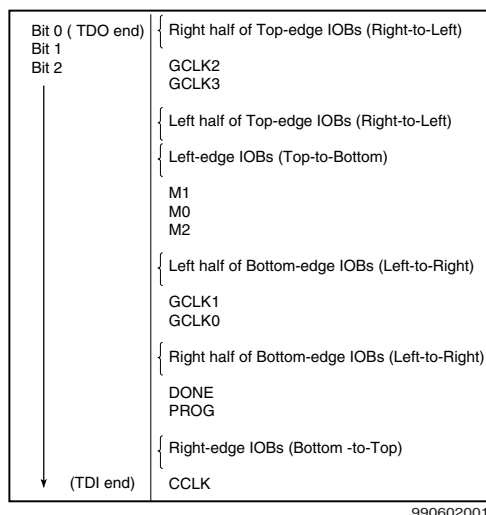 Bit 0 ( TDO end)
Bit 1
Bit 2
Right half of Top-edge IOBs (Right-to-Left)
GCLK2
GCLK3
Left half of Top-edge IOBs (Right-to-Left)
Left-edge IOBs (Top-to-Bottom)
M1
M0
M2
Left half of Bottom-edge IOBs (Left-to-Right)
GCLK1
GCLK0
Right half of Bottom-edge IOBs (Left-to-Right)
DONE
PROG
Right-edge IOBs (Bottom -to-Top)
(TDI end)
CCLK
990602001